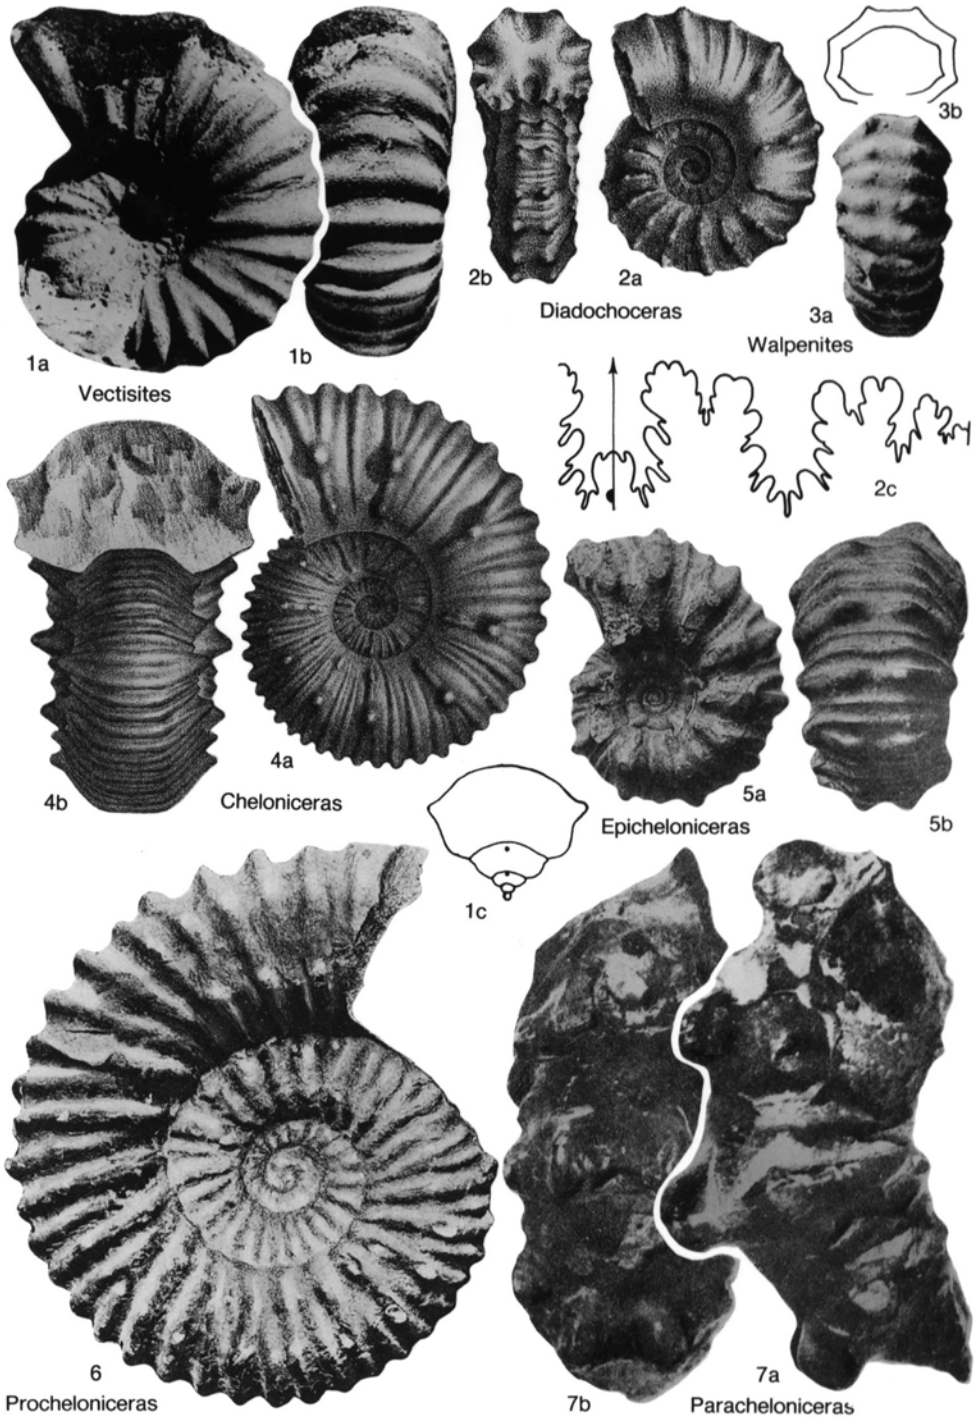 3b
2b
2a
Diadochoceras
3a
Walpenites
1a
1b
Vectisites
2c
4b
4a
Cheloniceras
5a
Epicheloniceras
5b
1c
6
Procheloniceras
7b
7a
Paracheloniceras